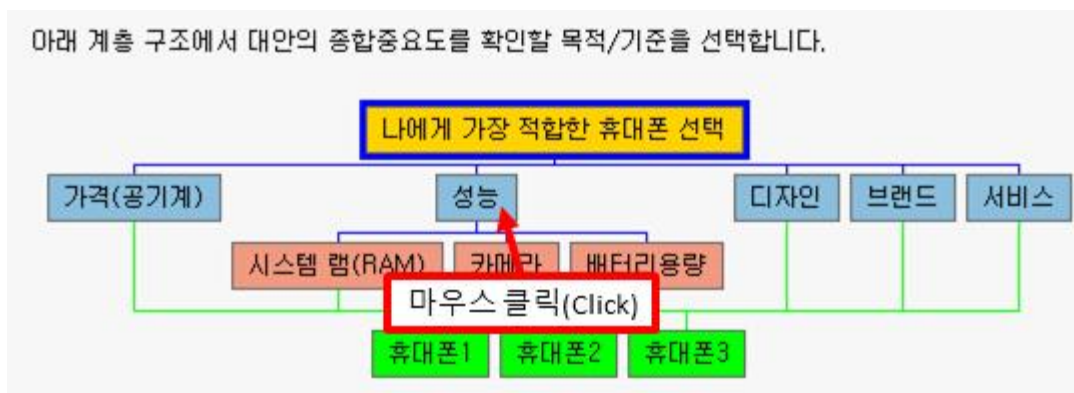 아래 계층 구조에서 대안의 종합중요도를 확인할 목적/기준을 선택합니다.
나에게 가장 적합한 휴대폰 선택
가격(공기계) 성능 디자인 브랜드 서비스
시스템 램(RAM) 카메라 배터리용량
마우스 클릭(Click)
휴대폰1 휴대폰2 휴대폰3